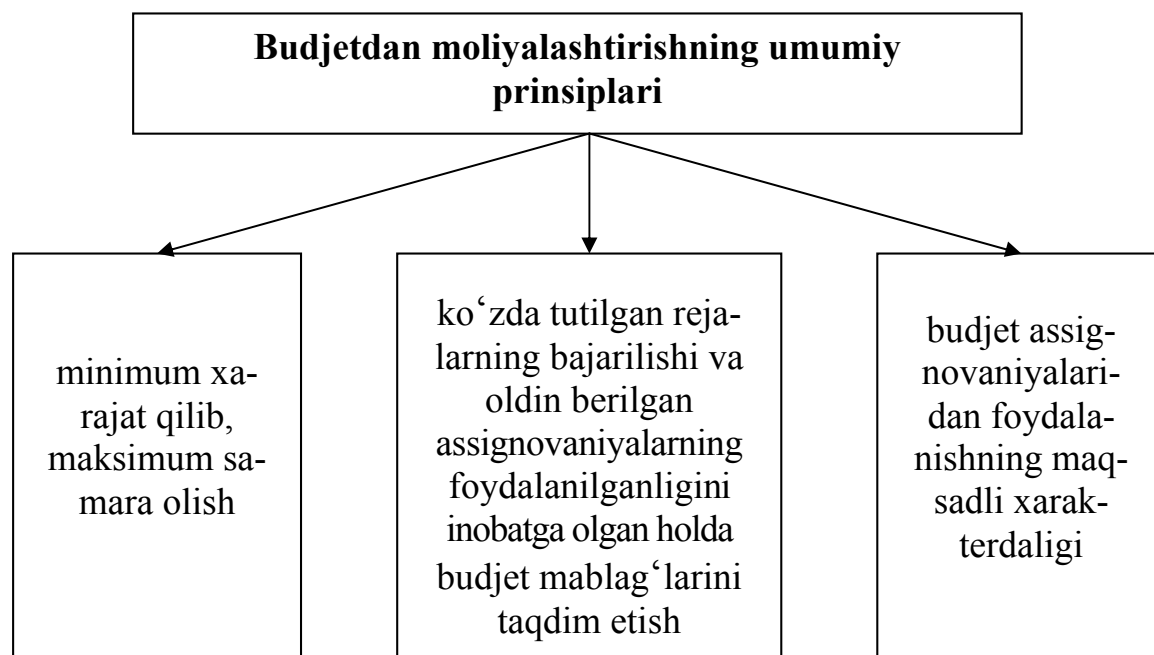 Budjetdan moliyalashtirishning umumiy
prinsiplari
minimum xa-
rajat qilib,
maksimum sa-
mara olish
ko‘zda tutilgan reja-
larning bajarilishi va
oldin berilgan
assignovaniyalarning
foydalanilganligini
inobatga olgan holda
budjet mablag‘larini
taqdim etish
budjet assig-
novaniyalari-
dan foydala-
nishning maq-
sadli xarak-
terdaligi